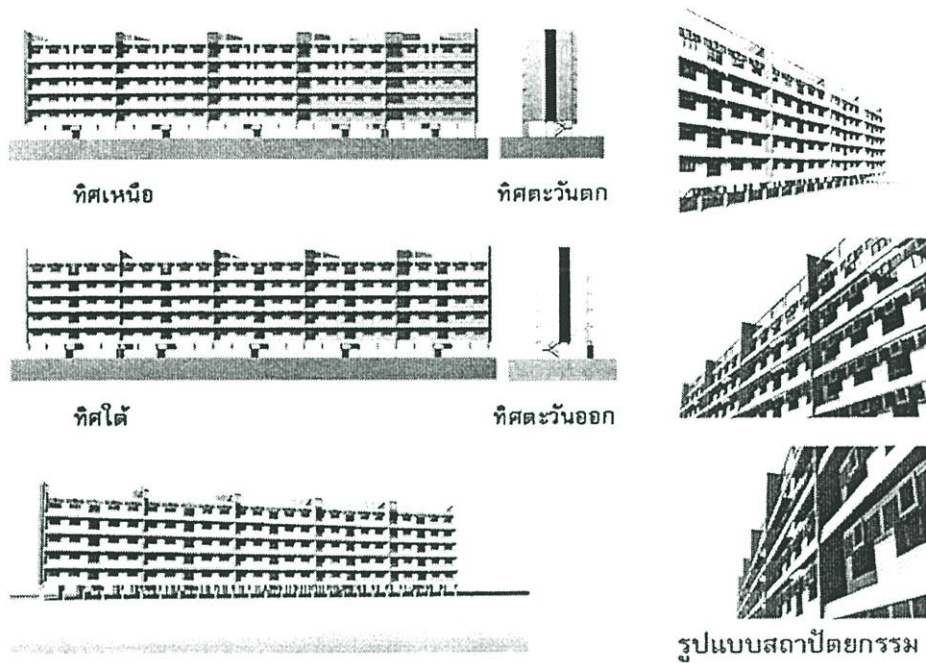 ทิศเหนือ
ทิศตะวันตก
ทิศใต้
ทิศตะวันออก
รูปแบบสถาปัตยกรรม